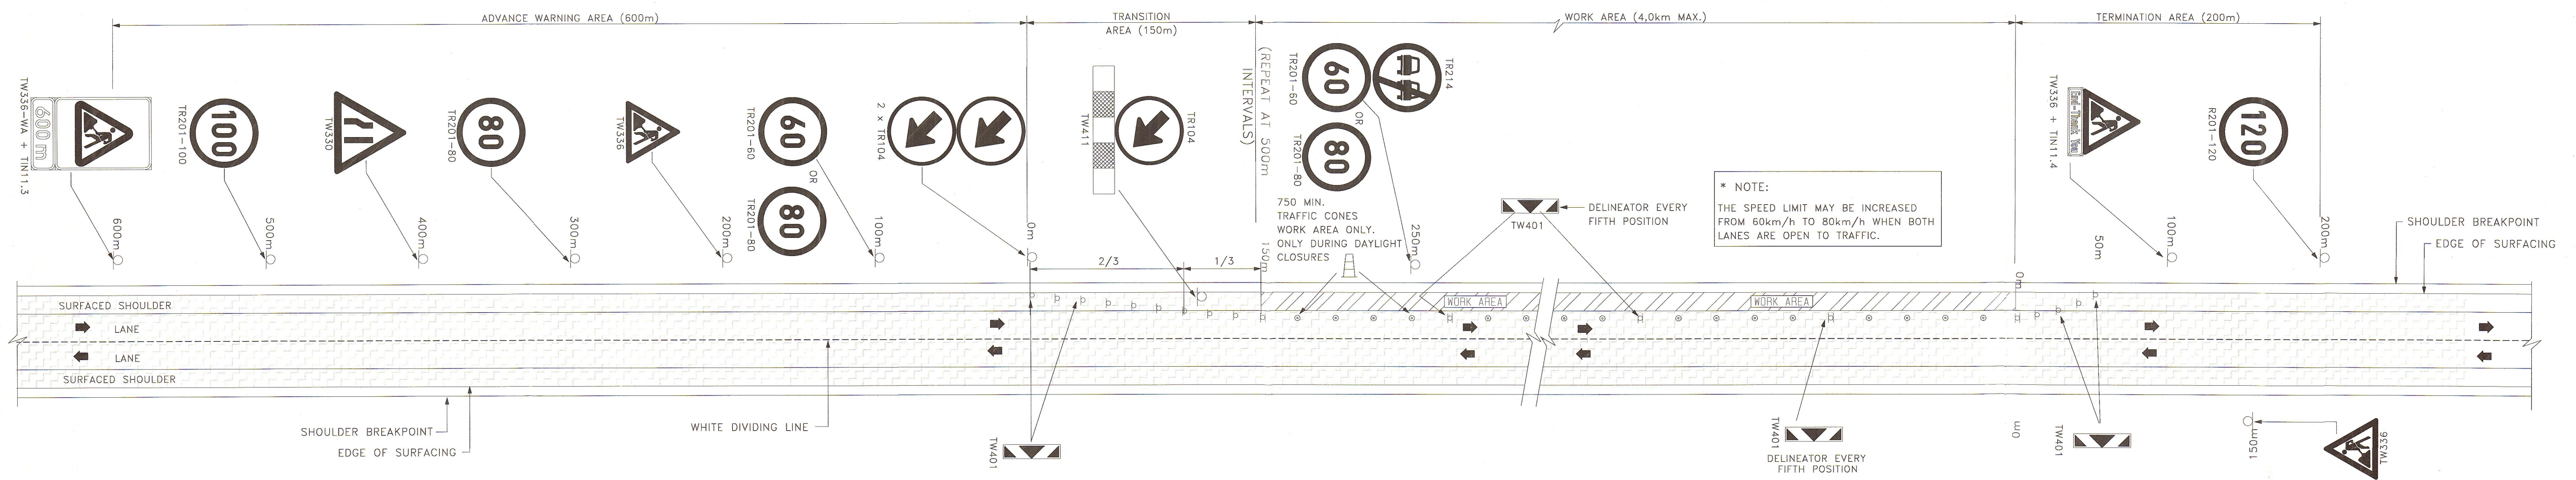 ADVANCE WARNING AREA (600m)
TRANSITION
AREA (150m)
WORK AREA (4,0km MAX.)
TERMINATION AREA (200m)
TW336-WA + TIN11.3
600 m
TR201-100
100
TW330
TR201-80
80
TW336
TR201-60
60
OR
TR201-80
80
2 x TR104
TW411
TR104
(REPEAT AT 500m
INTERVALS)
TR201-60
60
TR214
OR
TR201-80
80
TW336 + TIN11.4
End-Thank You
R201-120
120
600m
500m
400m
300m
200m
100m
0m
150m
250m
0m
50m
100m
200m
2/3
1/3
750 MIN.
TRAFFIC CONES
WORK AREA ONLY.
ONLY DURING DAYLIGHT
CLOSURES
TW401
DELINEATOR EVERY
FIFTH POSITION
* NOTE:
THE SPEED LIMIT MAY BE INCREASED
FROM 60km/h TO 80km/h WHEN BOTH
LANES ARE OPEN TO TRAFFIC.
SHOULDER BREAKPOINT
EDGE OF SURFACING
SURFACED SHOULDER
LANE
LANE
SURFACED SHOULDER
WORK AREA
WORK AREA
SHOULDER BREAKPOINT
EDGE OF SURFACING
WHITE DIVIDING LINE
TW401
TW401
DELINEATOR EVERY
FIFTH POSITION
0m
TW401
150m
TW336